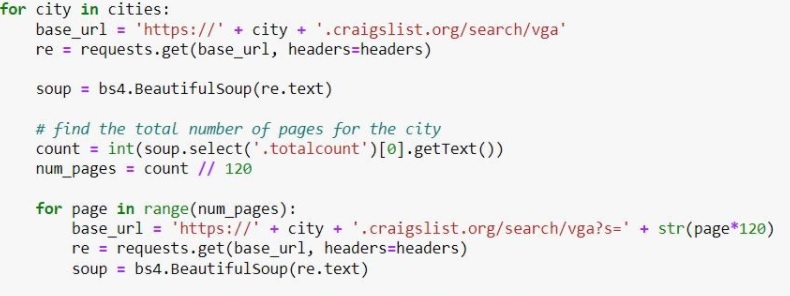 for city in cities:
    base_url = 'https://' + city + '.craigslist.org/search/vga'
    re = requests.get(base_url, headers=headers)

    soup = bs4.BeautifulSoup(re.text)

    # find the total number of pages for the city
    count = int(soup.select('.totalcount')[0].getText())
    num_pages = count // 120

    for page in range(num_pages):
        base_url = 'https://' + city + '.craigslist.org/search/vga?s=' + str(page*120)
        re = requests.get(base_url, headers=headers)
        soup = bs4.BeautifulSoup(re.text)